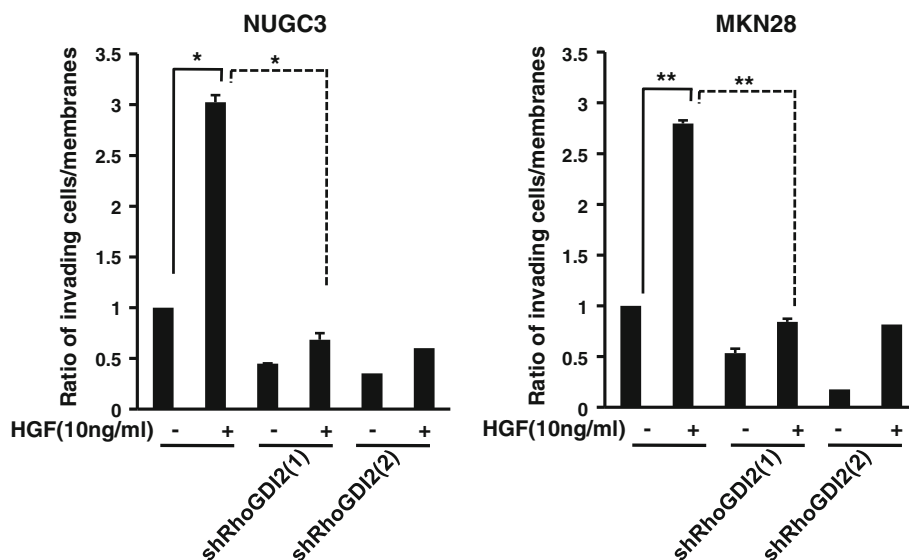 NUGC3
Ratio of invading cells/membranes
3.5
3
2.5
2
1.5
1
0.5
0
*
*
HGF(10ng/ml)
- + - + - +
shRhoGDI2(1)
shRhoGDI2(2)
MKN28
Ratio of invading cells/membranes
3.5
3
2.5
2
1.5
1
0.5
0
**
**
HGF(10ng/ml)
- + - + - +
shRhoGDI2(1)
shRhoGDI2(2)